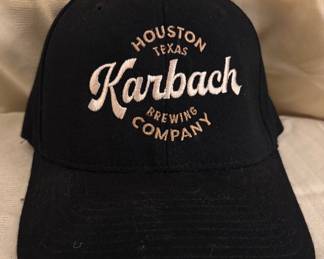 HOUSTON
TEXAS
Karbach
BREWING
COMPANY